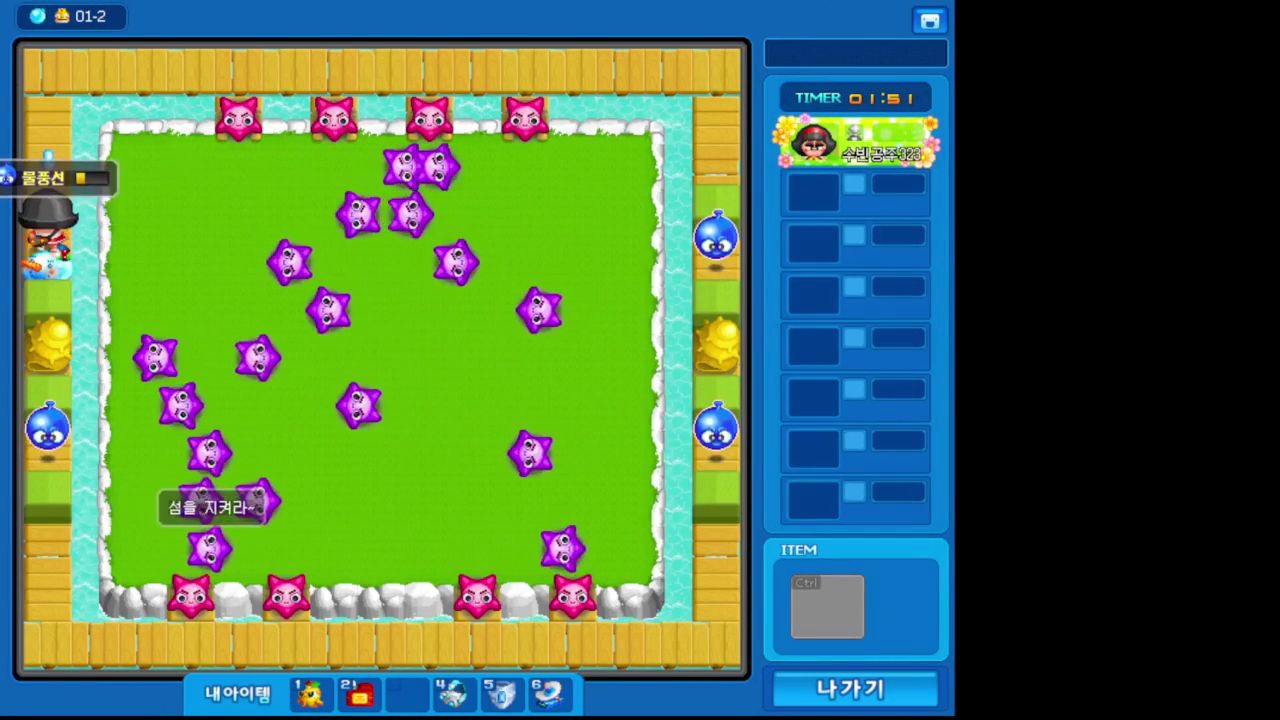 01-2
TIMER 01:51
수빈공주323
물풍선
섬을 지켜라~
ITEM
Ctrl
내아이템
1 2 4 5 6
나가기